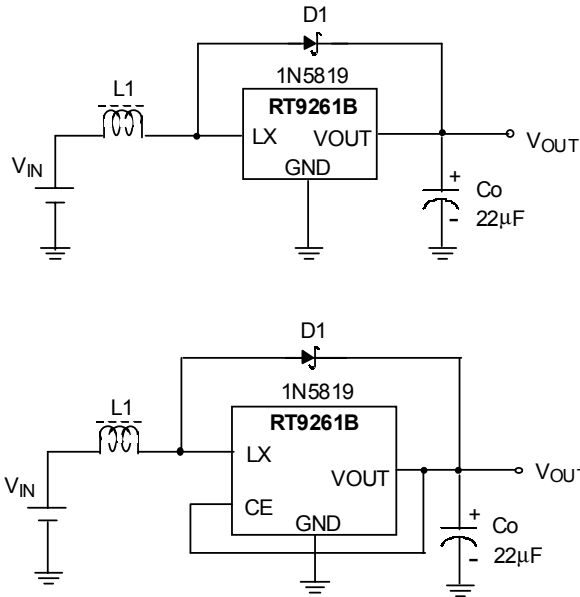 D1
1N5819
L1
RT9261B
LX
VOUT
GND
VIN
VOUT
+
Co
-
22µF
D1
1N5819
L1
RT9261B
LX
VOUT
CE
GND
VIN
VOUT
+
Co
-
22µF